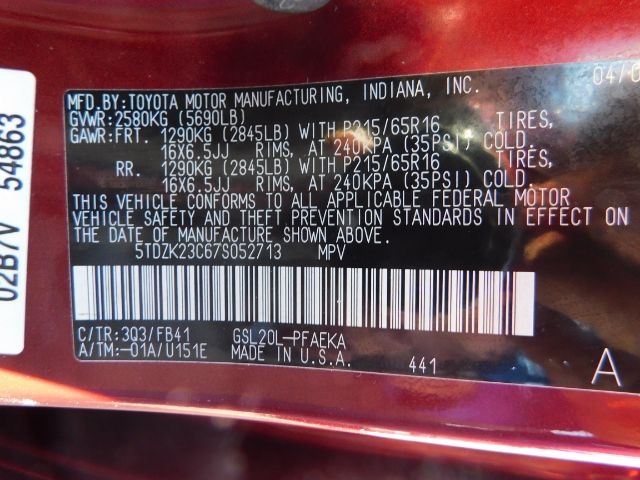 04/0
MFD.BY:TOYOTA MOTOR MANUFACTURING, INDIANA, INC.
GVWR:2580KG (5690LB)
GAWR:FRT. 1290KG (2845LB) WITH P215/65R16 TIRES,
16X6.5JJ RIMS, AT 240KPA (35PSI) COLD.
RR. 1290KG (2845LB) WITH P215/65R16 TIRES,
16X6.5JJ RIMS, AT 240KPA (35PSI) COLD.
THIS VEHICLE CONFORMS TO ALL APPLICABLE FEDERAL MOTOR
VEHICLE SAFETY AND THEFT PREVENTION STANDARDS IN EFFECT ON
THE DATE OF MANUFACTURE SHOWN ABOVE.
5TDZK23C67S052713 MPV
C/TR:3Q3/FB41 GSL20L-PFAEKA
A/TM:-01A/U151E MADE IN U.S.A. 441
A
02B7V 54863